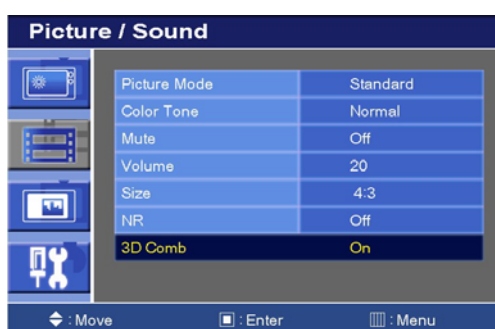 Picture / Sound
Picture Mode Standard
Color Tone Normal
Mute Off
Volume 20
Size 4:3
NR Off
3D Comb On
: Move : Enter : Menu